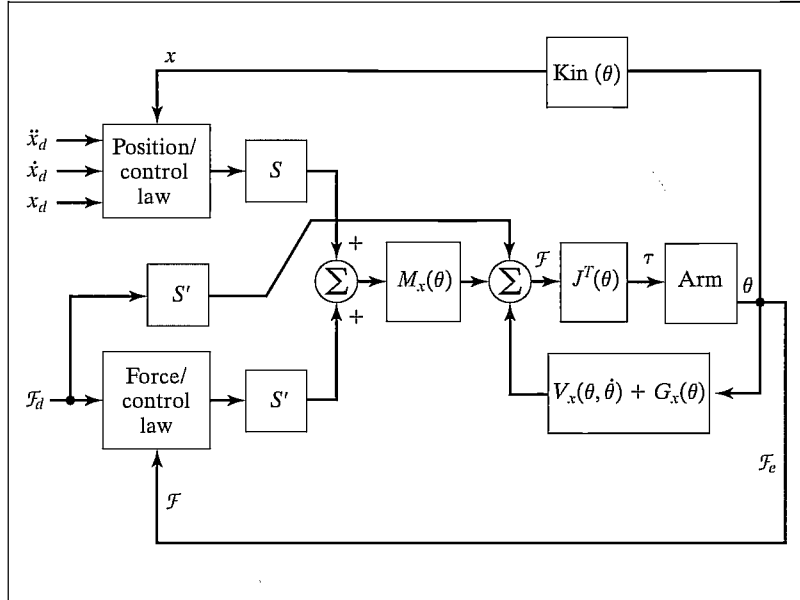 x
Kin (θ)
ẍ_d
ẋ_d
x_d
Position/
control
law
S
+
Σ
+
M_x(θ)
Σ
ℱ
J^T(θ)
τ
Arm
θ
S'
ℱ_d
Force/
control
law
S'
V_x(θ, θ̇) + G_x(θ)
ℱ_e
ℱ